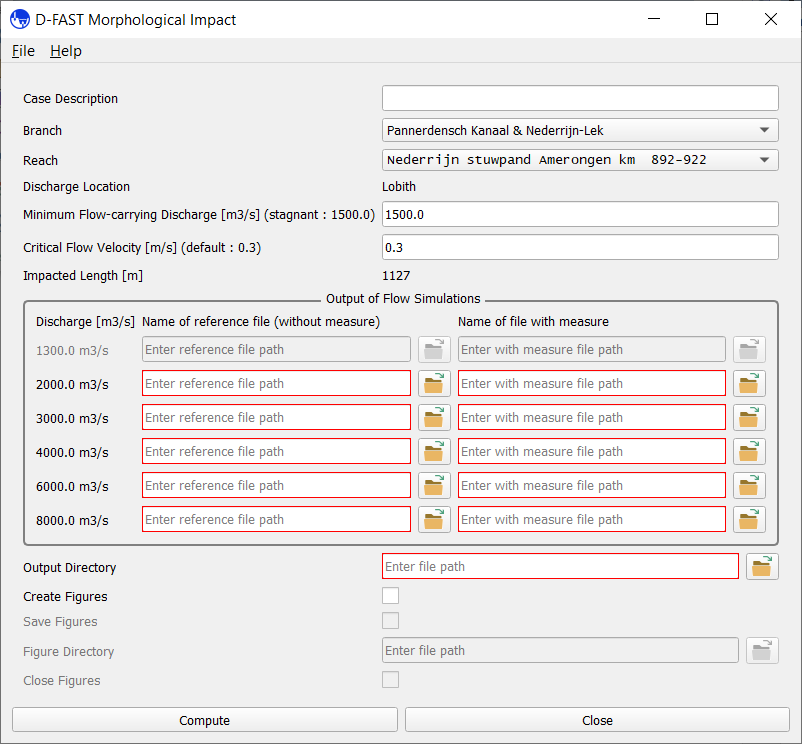 D-FAST Morphological Impact
File Help
Case Description
Branch Pannerdensch Kanaal & Nederrijn-Lek
Reach Nederrijn stuwpand Amerongen km 892-922
Discharge Location Lobith
Minimum Flow-carrying Discharge [m3/s] (stagnant : 1500.0) 1500.0
Critical Flow Velocity [m/s] (default : 0.3) 0.3
Impacted Length [m] 1127
Output of Flow Simulations
Discharge [m3/s] Name of reference file (without measure) Name of file with measure
1300.0 m3/s Enter reference file path Enter with measure file path
2000.0 m3/s Enter reference file path Enter with measure file path
3000.0 m3/s Enter reference file path Enter with measure file path
4000.0 m3/s Enter reference file path Enter with measure file path
6000.0 m3/s Enter reference file path Enter with measure file path
8000.0 m3/s Enter reference file path Enter with measure file path
Output Directory Enter file path
Create Figures
Save Figures
Figure Directory Enter file path
Close Figures
Compute Close